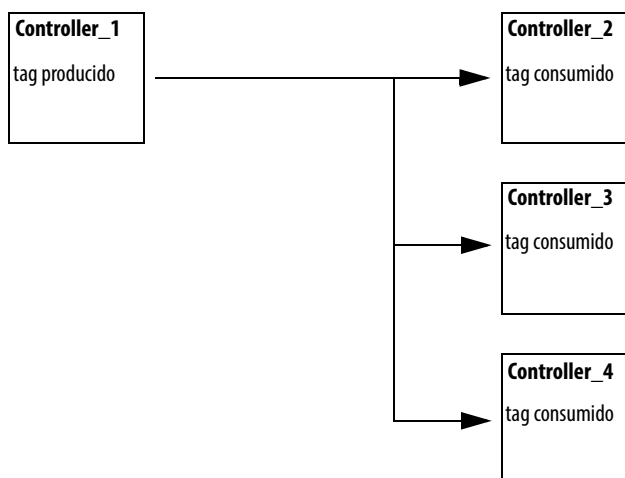 Controller_1
tag producido
Controller_2
tag consumido
Controller_3
tag consumido
Controller_4
tag consumido